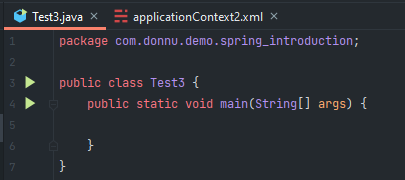 Test3.java × applicationContext2.xml ×
1 package com.donnu.demo.spring_introduction;
2
3 public class Test3 {
4 public static void main(String[] args) {
5
6 }
7 }